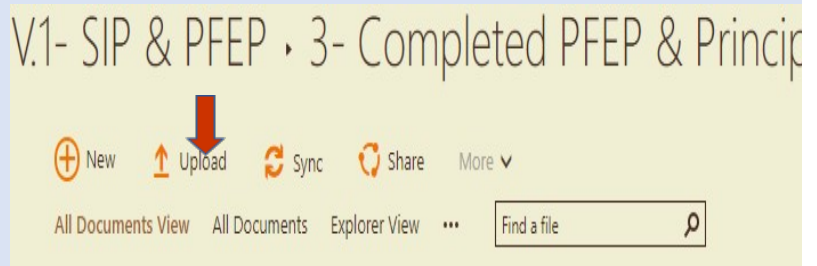 V.1- SIP & PFEP ▸ 3- Completed PFEP & Princip
New Upload Sync Share More
All Documents View All Documents Explorer View ••• Find a file